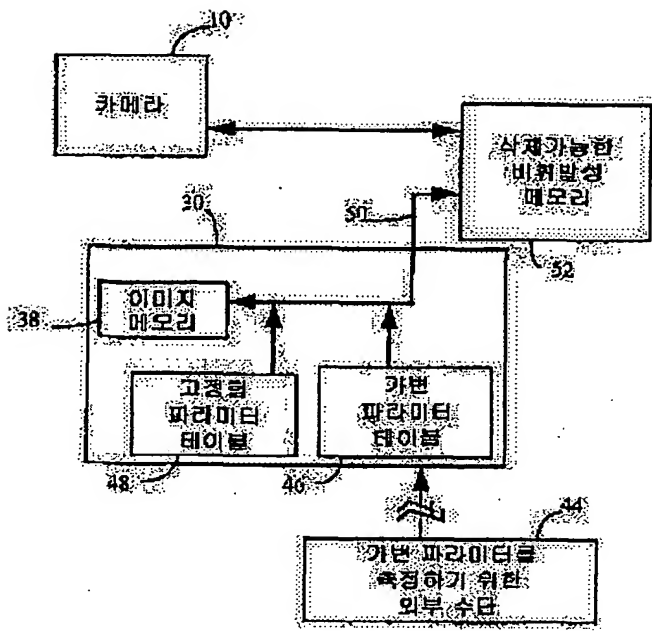 10
카메라
삭제가능한
비휘발성
메모리
50
20
52
이미지
메모리
38
고정형
파라미터
테이블
가변
파라미터
테이블
48
46
44
가변 파라미터를
측정하기 위한
외부 수단